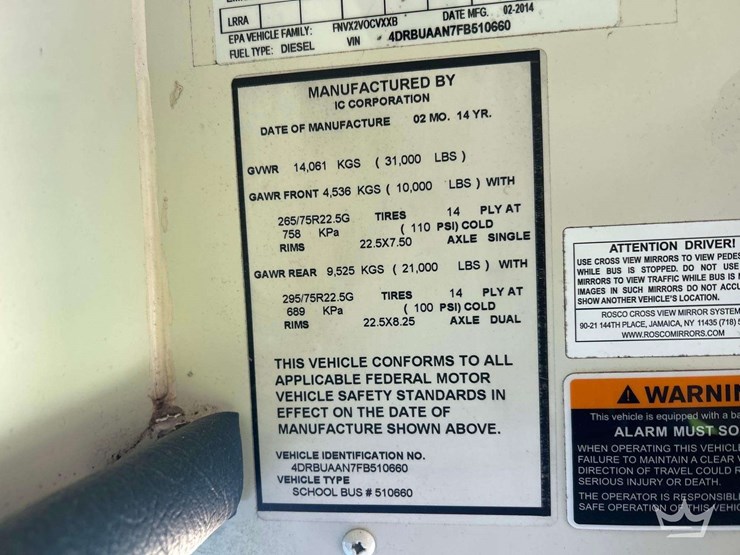 LRRA
EPA VEHICLE FAMILY: FNVX2VOCVXXB DATE MFG. 02-2014
FUEL TYPE: DIESEL VIN 4DRBUAAN7FB510660
MANUFACTURED BY
IC CORPORATION
DATE OF MANUFACTURE 02 MO. 14 YR.
GVWR 14,061 KGS ( 31,000 LBS )
GAWR FRONT 4,536 KGS ( 10,000 LBS ) WITH
265/75R22.5G TIRES 14 PLY AT
758 KPa ( 110 PSI) COLD
RIMS 22.5X7.50 AXLE SINGLE
GAWR REAR 9,525 KGS ( 21,000 LBS ) WITH
295/75R22.5G TIRES 14 PLY AT
689 KPa ( 100 PSI) COLD
RIMS 22.5X8.25 AXLE DUAL
THIS VEHICLE CONFORMS TO ALL
APPLICABLE FEDERAL MOTOR
VEHICLE SAFETY STANDARDS IN
EFFECT ON THE DATE OF
MANUFACTURE SHOWN ABOVE.
VEHICLE IDENTIFICATION NO.
4DRBUAAN7FB510660
VEHICLE TYPE
SCHOOL BUS # 510660
ATTENTION DRIVER!
USE CROSS VIEW MIRRORS TO VIEW PEDES
WHILE BUS IS STOPPED. DO NOT USE
MIRRORS TO VIEW TRAFFIC WHILE BUS IS
IMAGES IN SUCH MIRRORS DO NOT ACCU
SHOW ANOTHER VEHICLE'S LOCATION.
ROSCO CROSS VIEW MIRROR SYSTEM
90-21 144TH PLACE, JAMAICA, NY 11435 (718) 5
WWW.ROSCOMIRRORS.COM
WARNIN
This vehicle is equipped with a ba
ALARM MUST SO
WHEN OPERATING THIS VEHICL
FAILURE TO MAINTAIN A CLEAR V
DIRECTION OF TRAVEL COULD R
SERIOUS INJURY OR DEATH.
THE OPERATOR IS RESPONSIBL
SAFE OPERATION OF THIS VEHIC